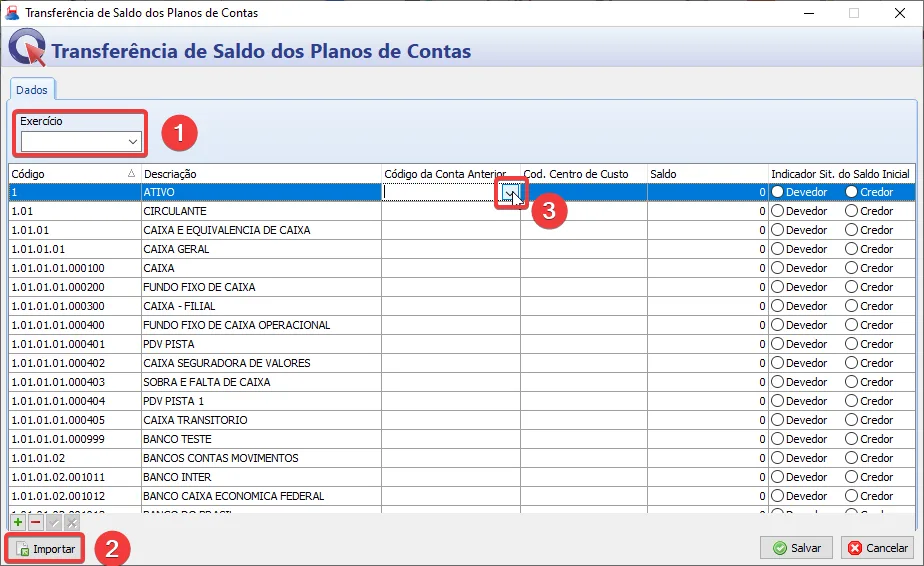 Transferência de Saldo dos Planos de Contas
Transferência de Saldo dos Planos de Contas
Dados
Exercício
1
Código Descrição Código da Conta Anterior Cod. Centro de Custo Saldo Indicador Sit. do Saldo Inicial
1 ATIVO 0 Devedor Credor
3
1.01 CIRCULANTE 0 Devedor Credor
1.01.01 CAIXA E EQUIVALENCIA DE CAIXA 0 Devedor Credor
1.01.01.01 CAIXA GERAL 0 Devedor Credor
1.01.01.01.000100 CAIXA 0 Devedor Credor
1.01.01.01.000200 FUNDO FIXO DE CAIXA 0 Devedor Credor
1.01.01.01.000300 CAIXA - FILIAL 0 Devedor Credor
1.01.01.01.000400 FUNDO FIXO DE CAIXA OPERACIONAL 0 Devedor Credor
1.01.01.01.000401 PDV PISTA 0 Devedor Credor
1.01.01.01.000402 CAIXA SEGURADORA DE VALORES 0 Devedor Credor
1.01.01.01.000403 SOBRA E FALTA DE CAIXA 0 Devedor Credor
1.01.01.01.000404 PDV PISTA 1 0 Devedor Credor
1.01.01.01.000405 CAIXA TRANSITORIO 0 Devedor Credor
1.01.01.01.000999 BANCO TESTE 0 Devedor Credor
1.01.01.02 BANCOS CONTAS MOVIMENTOS 0 Devedor Credor
1.01.01.02.001011 BANCO INTER 0 Devedor Credor
1.01.01.02.001012 BANCO CAIXA ECONOMICA FEDERAL 0 Devedor Credor
Importar
2
Salvar
Cancelar